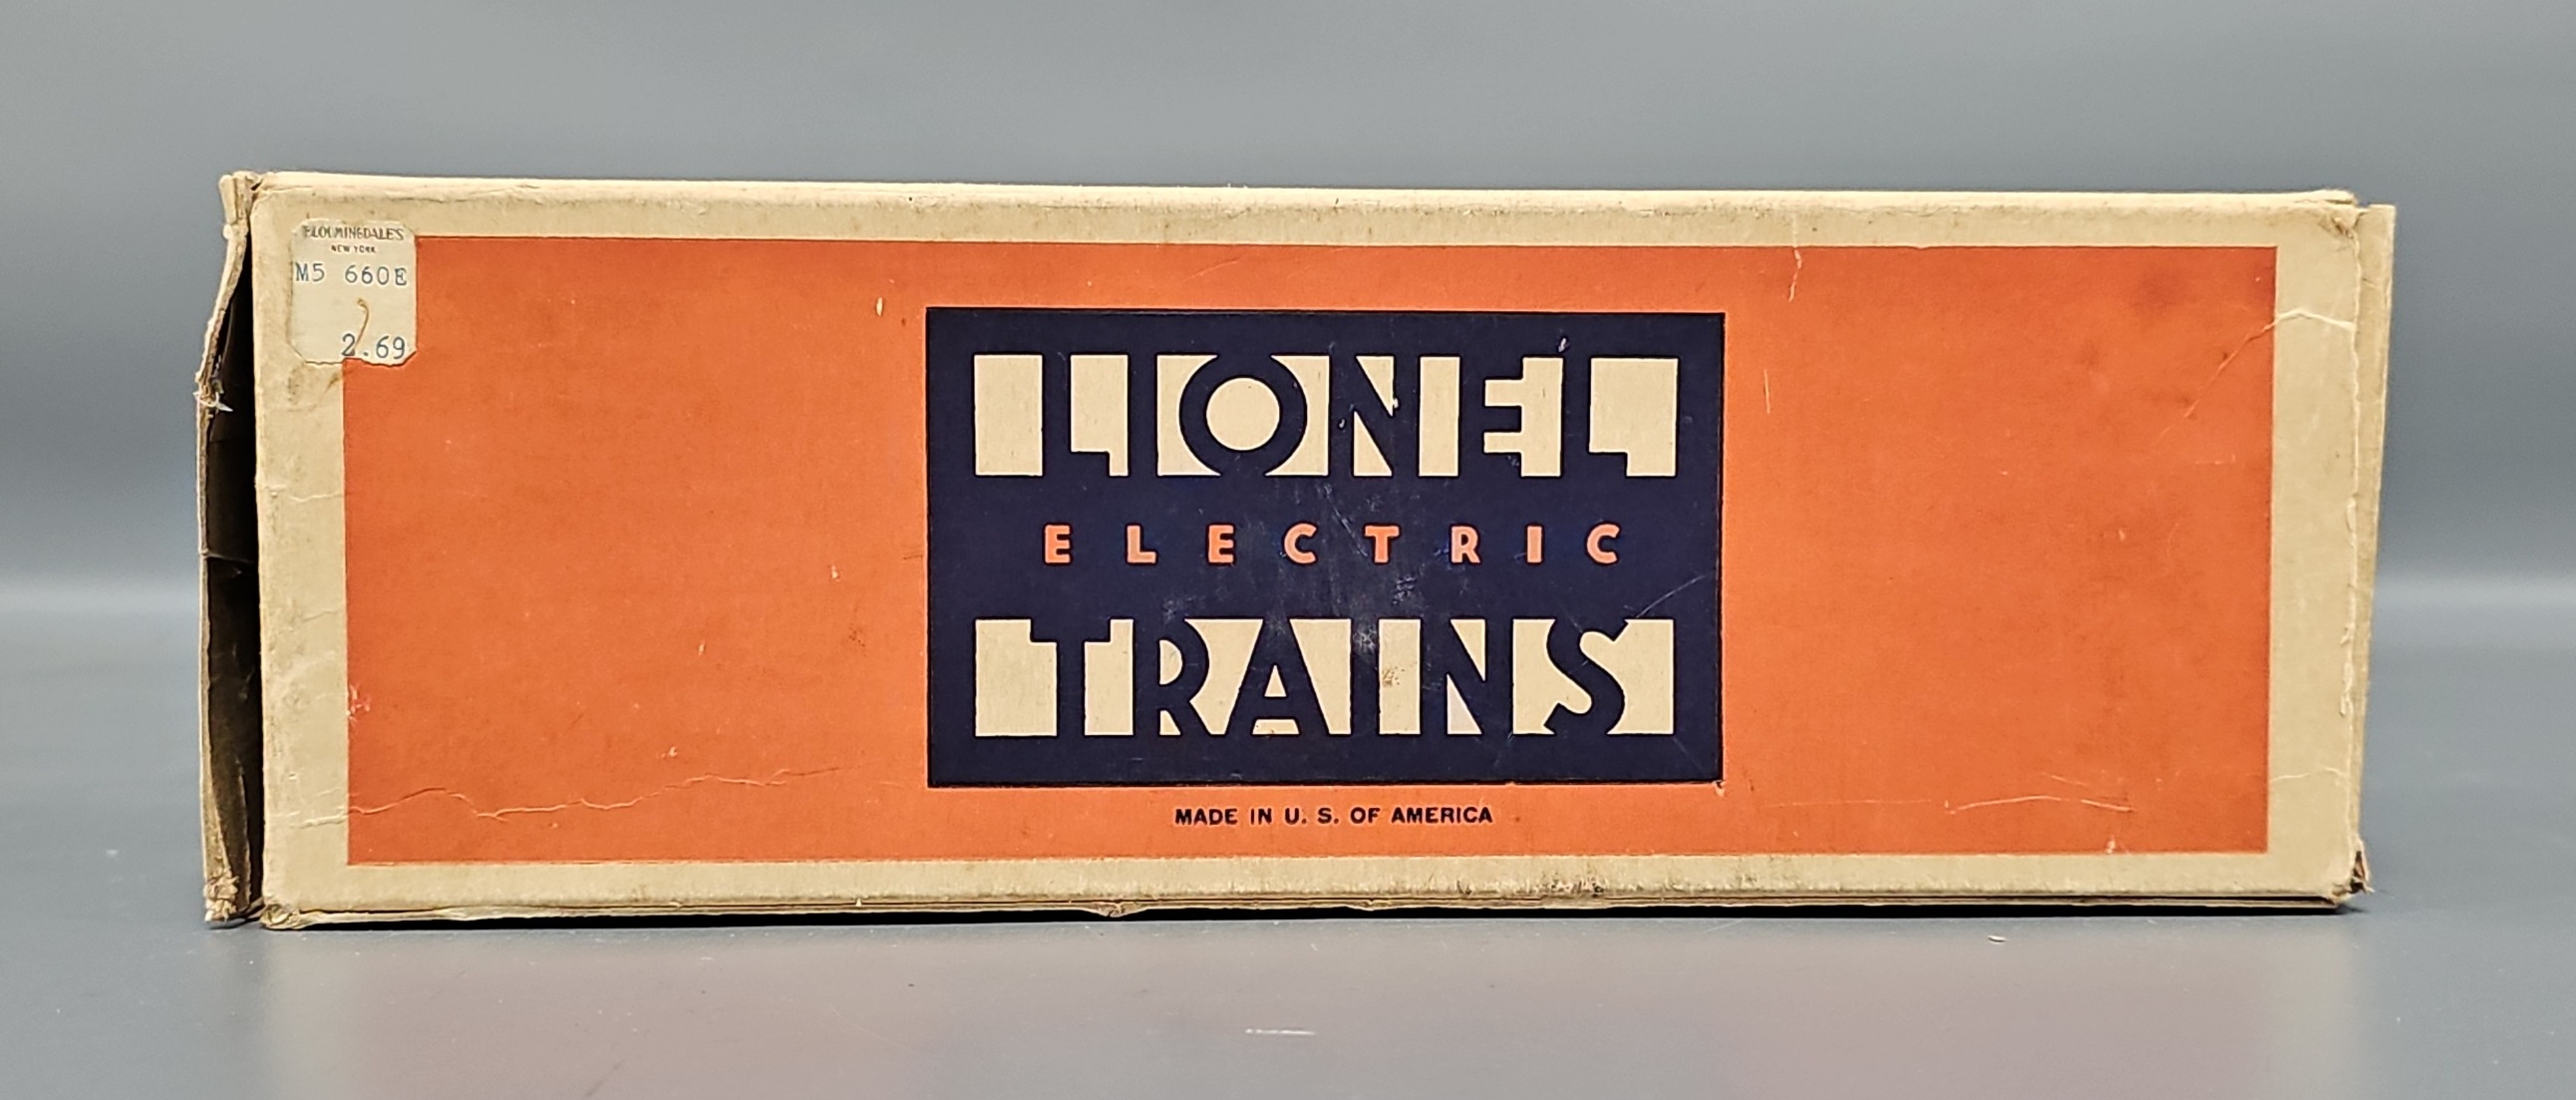 BLOOMINGDALE'S
NEW YORK
M5 660E
2.69
LIONEL
ELECTRIC
TRAINS
MADE IN U. S. OF AMERICA